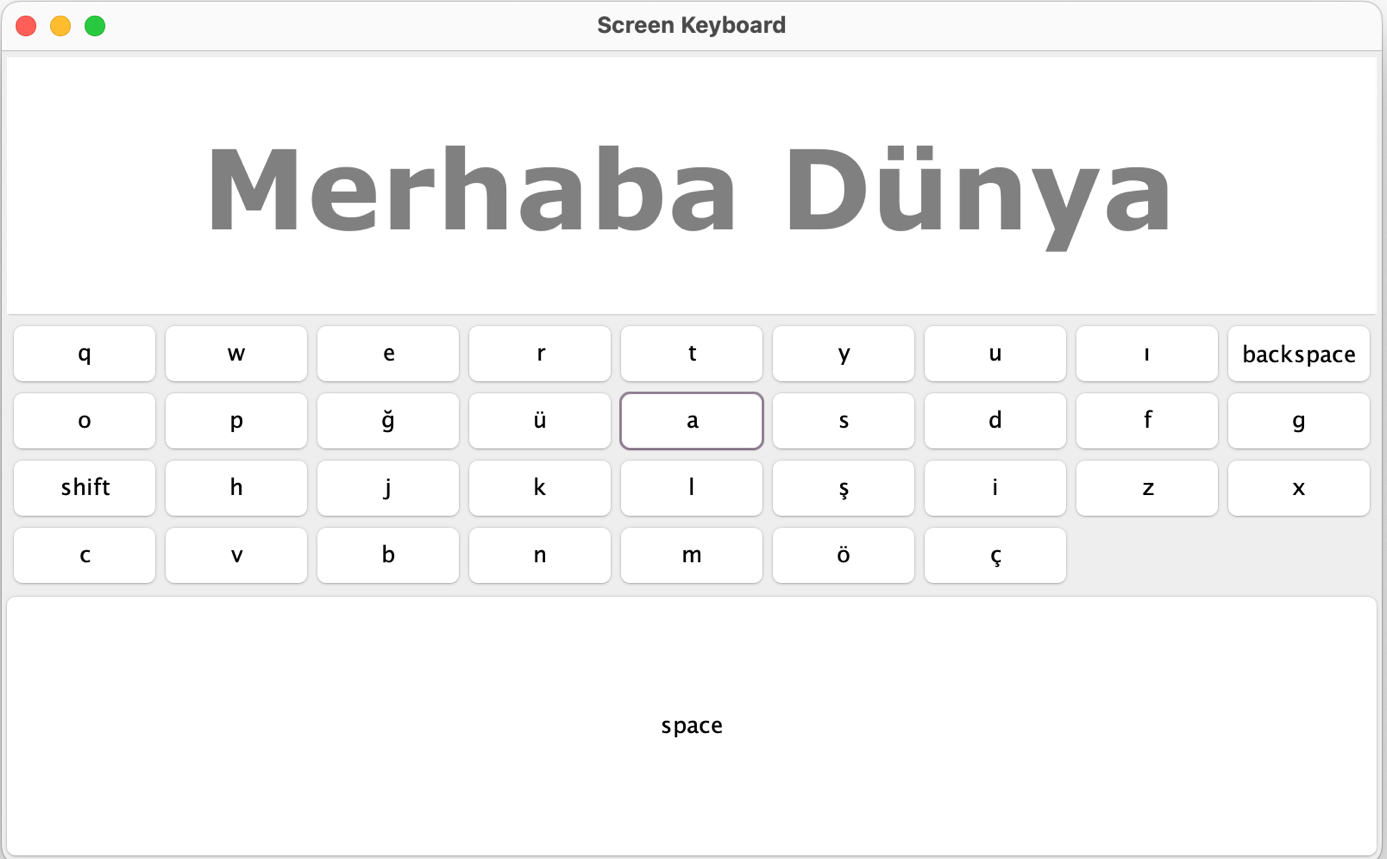 Screen Keyboard
Merhaba Dünya
q w e r t y u ı backspace
o p ğ ü a s d f g
shift h j k l ş i z x
c v b n m ö ç
space